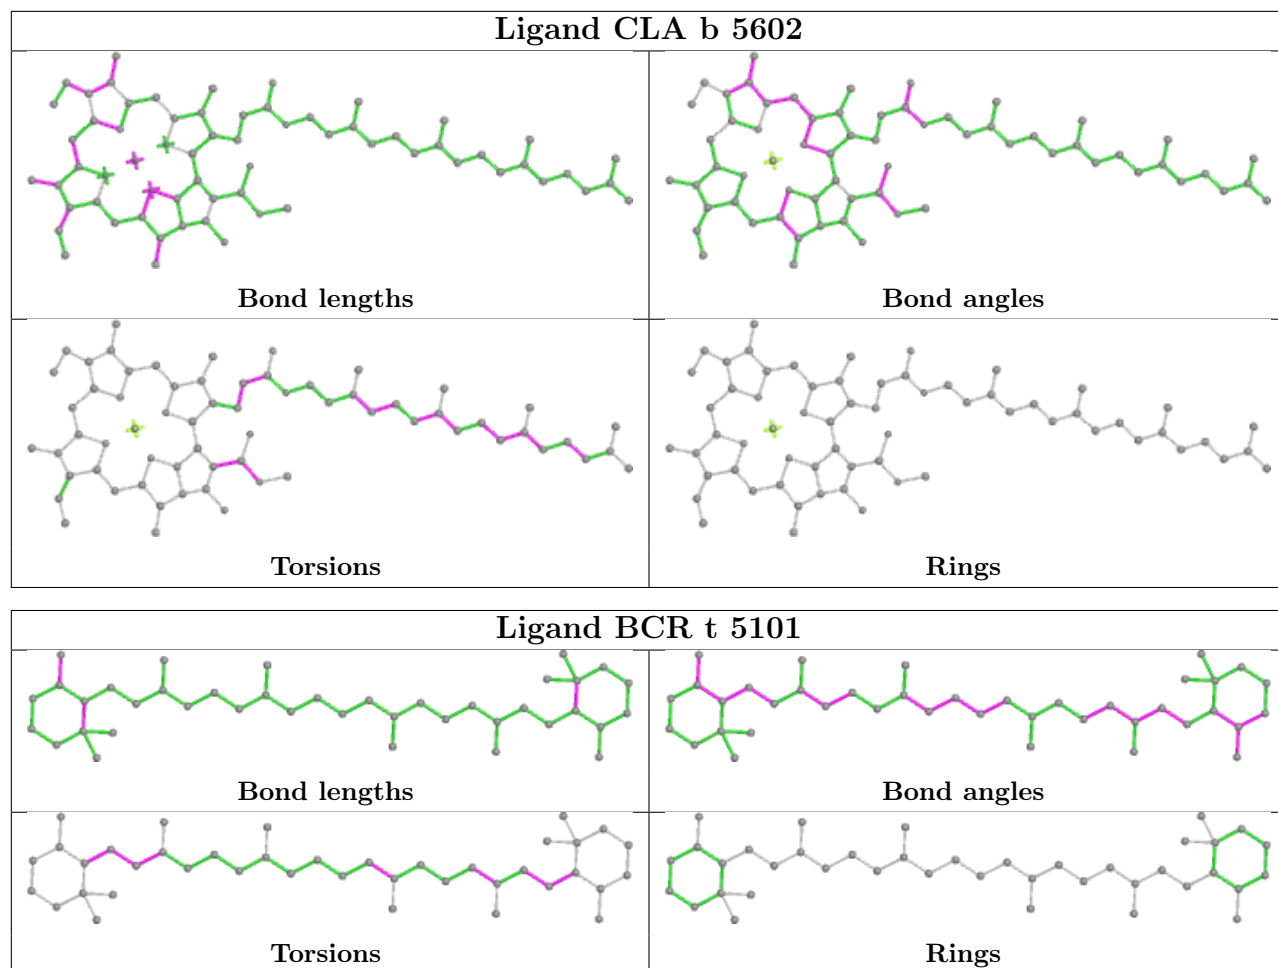 Ligand CLA b 5602
Bond lengths
Bond angles
Torsions
Rings
Ligand BCR t 5101
Bond lengths
Bond angles
Torsions
Rings